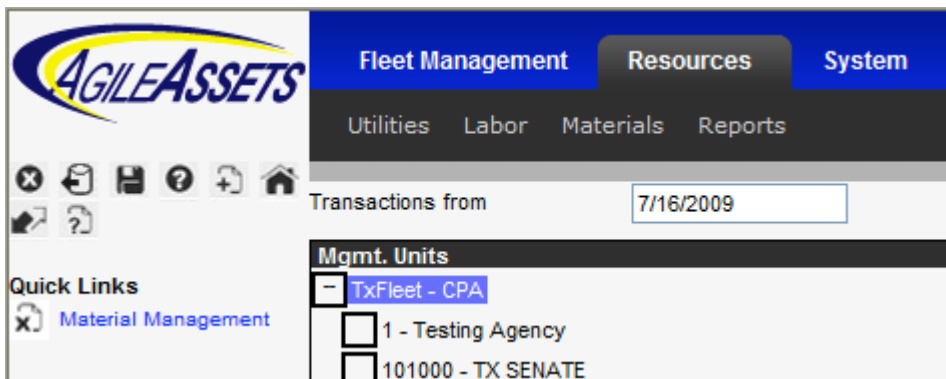 AGILEASSETS
Fleet Management Resources System
Utilities Labor Materials Reports
Transactions from 7/16/2009
Mgmt. Units
Quick Links
Material Management
TxFleet - CPA
1 - Testing Agency
101000 - TX SENATE